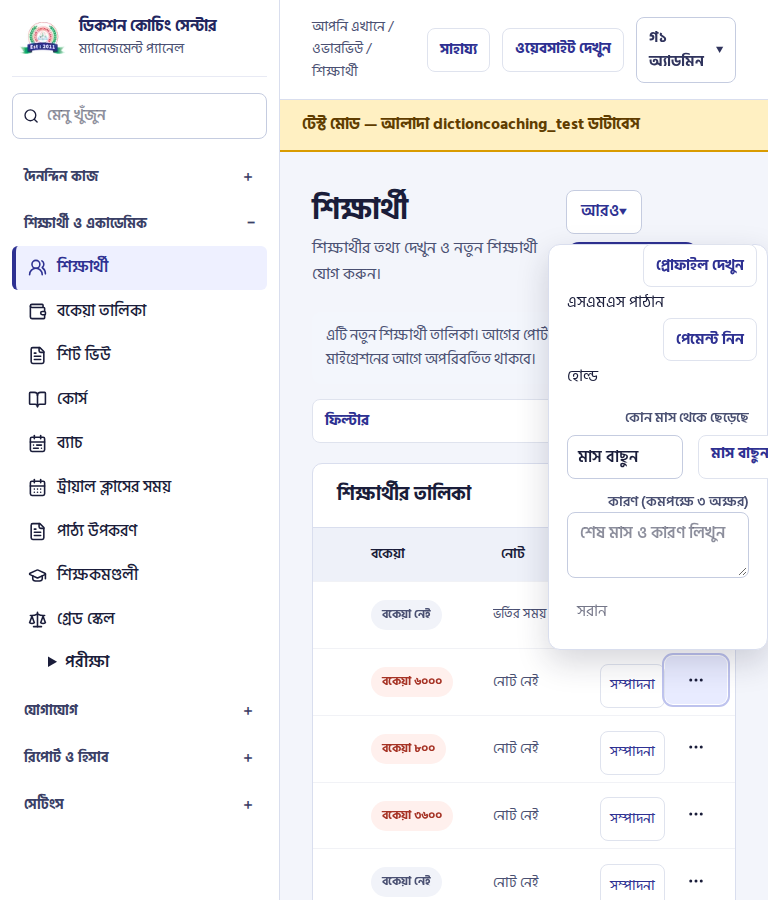 ডিকশন কোচিং সেন্টার
ম্যানেজমেন্ট প্যানেল
Est : 2011
মেনু খুঁজুন
দৈনন্দিন কাজ +
শিক্ষার্থী ও একাডেমিক −
শিক্ষার্থী
বকেয়া তালিকা
শিট ভিউ
কোর্স
ব্যাচ
ট্রায়াল ক্লাসের সময়
পাঠ্য উপকরণ
শিক্ষকমণ্ডলী
গ্রেড স্কেল
▶ পরীক্ষা
যোগাযোগ +
রিপোর্ট ও হিসাব +
সেটিংস +
আপনি এখানে /
ওভারভিউ /
শিক্ষার্থী
সাহায্য
ওয়েবসাইট দেখুন
গ১
অ্যাডমিন ▼
টেস্ট মোড — আলাদা dictioncoaching_test ডাটাবেস
শিক্ষার্থী
শিক্ষার্থীর তথ্য দেখুন ও নতুন শিক্ষার্থী
যোগ করুন।
আরও▾
এটি নতুন শিক্ষার্থী তালিকা। আগের পোর্ট
মাইগ্রেশনের আগে অপরিবর্তিত থাকবে।
ফিল্টার
প্রোফাইল দেখুন
এসএমএস পাঠান
পেমেন্ট নিন
হোল্ড
কোন মাস থেকে ছেড়েছে
মাস বাছুন
মাস বাছুন
কারণ (কমপক্ষে ৩ অক্ষর)
শেষ মাস ও কারণ লিখুন
সরান
শিক্ষার্থীর তালিকা
বকেয়া নোট
বকেয়া নেই ভর্তির সময়
বকেয়া ৬০০০ নোট নেই সম্পাদনা ···
বকেয়া ৮০০ নোট নেই সম্পাদনা ···
বকেয়া ৩৬০০ নোট নেই সম্পাদনা ···
বকেয়া নেই নোট নেই সম্পাদনা ···